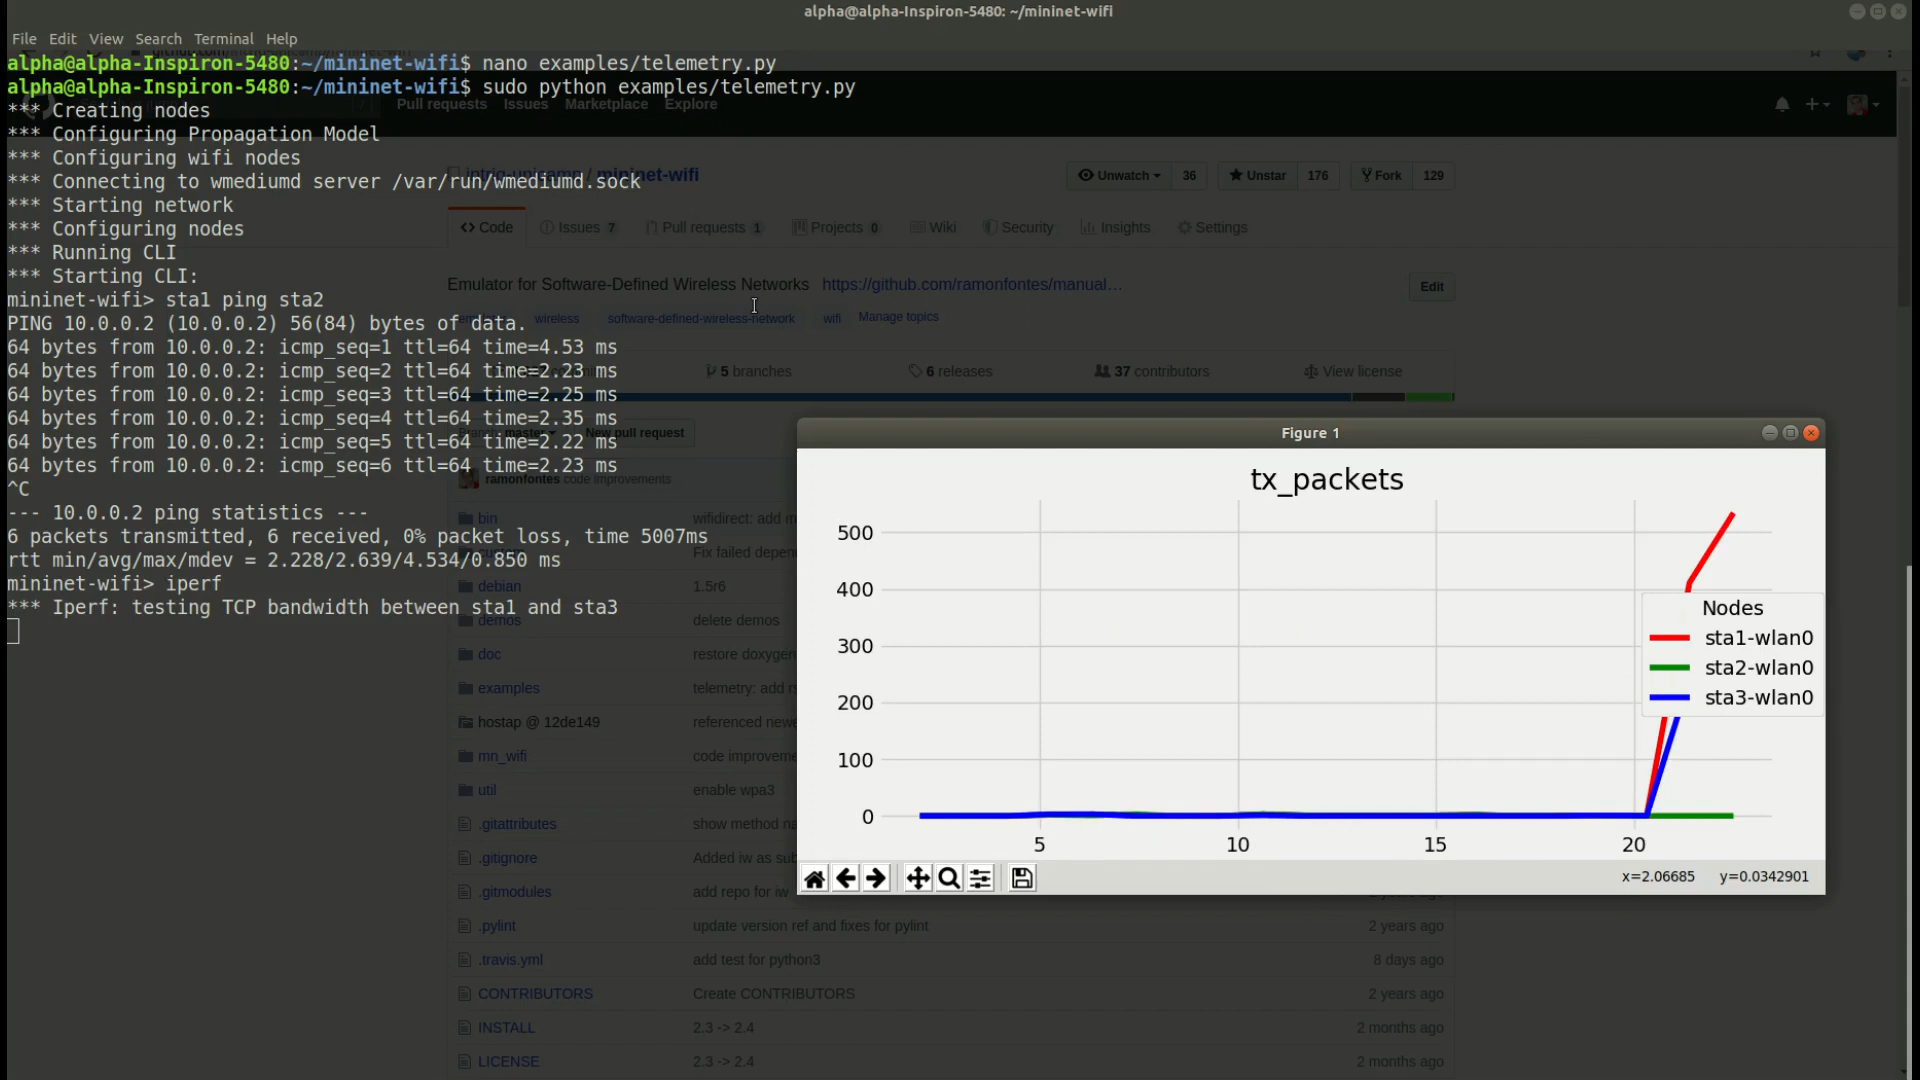 alpha@alpha-Inspiron-5480: ~/mininet-wifi
File Edit View Search Terminal Help
alpha@alpha-Inspiron-5480:~/mininet-wifi$ nano examples/telemetry.py
alpha@alpha-Inspiron-5480:~/mininet-wifi$ sudo python examples/telemetry.py
*** Creating nodes
*** Configuring Propagation Model
*** Configuring wifi nodes
*** Connecting to wmediumd server /var/run/wmediumd.sock
*** Starting network
*** Configuring nodes
*** Running CLI
*** Starting CLI:
mininet-wifi> sta1 ping sta2
PING 10.0.0.2 (10.0.0.2) 56(84) bytes of data.
64 bytes from 10.0.0.2: icmp_seq=1 ttl=64 time=4.53 ms
64 bytes from 10.0.0.2: icmp_seq=2 ttl=64 time=2.23 ms
64 bytes from 10.0.0.2: icmp_seq=3 ttl=64 time=2.25 ms
64 bytes from 10.0.0.2: icmp_seq=4 ttl=64 time=2.35 ms
64 bytes from 10.0.0.2: icmp_seq=5 ttl=64 time=2.22 ms
64 bytes from 10.0.0.2: icmp_seq=6 ttl=64 time=2.23 ms
^C
--- 10.0.0.2 ping statistics ---
6 packets transmitted, 6 received, 0% packet loss, time 5007ms
rtt min/avg/max/mdev = 2.228/2.639/4.534/0.850 ms
mininet-wifi> iperf
*** Iperf: testing TCP bandwidth between sta1 and sta3
Pull requests Issues Marketplace Explore
mininet-wifi
Unwatch 36 Unstar 176 Fork 129
Code Issues 7 Pull requests 1 Projects 0 Wiki Security Insights Settings
Emulator for Software-Defined Wireless Networks https://github.com/ramonfontes/manual… Edit
wireless software-defined-wireless-network wifi Manage topics
5 branches 6 releases 37 contributors View license
master New pull request
ramonfontes code improvements
bin wifidirect: add m
Fix failed depen
debian 1.5r6
demos delete demos
doc restore doxygen
examples telemetry: add rs
hostap @ 12de149 referenced newe
mn_wifi code improveme
util enable wpa3
.gitattributes show method na
.gitignore Added iw as sub
.gitmodules add repo for iw
.pylint update version ref and fixes for pylint 2 years ago
.travis.yml add test for python3 8 days ago
CONTRIBUTORS Create CONTRIBUTORS 2 years ago
INSTALL 2.3 -> 2.4 2 months ago
LICENSE 2.3 -> 2.4 2 months ago
Figure 1
tx_packets
500
400
300
200
100
0
5 10 15 20
Nodes
sta1-wlan0
sta2-wlan0
sta3-wlan0
x=2.06685 y=0.0342901